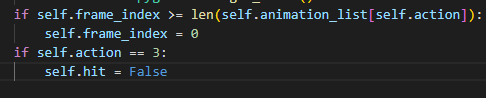 if self.frame_index >= len(self.animation_list[self.action]):
    self.frame_index = 0
if self.action == 3:
    self.hit = False